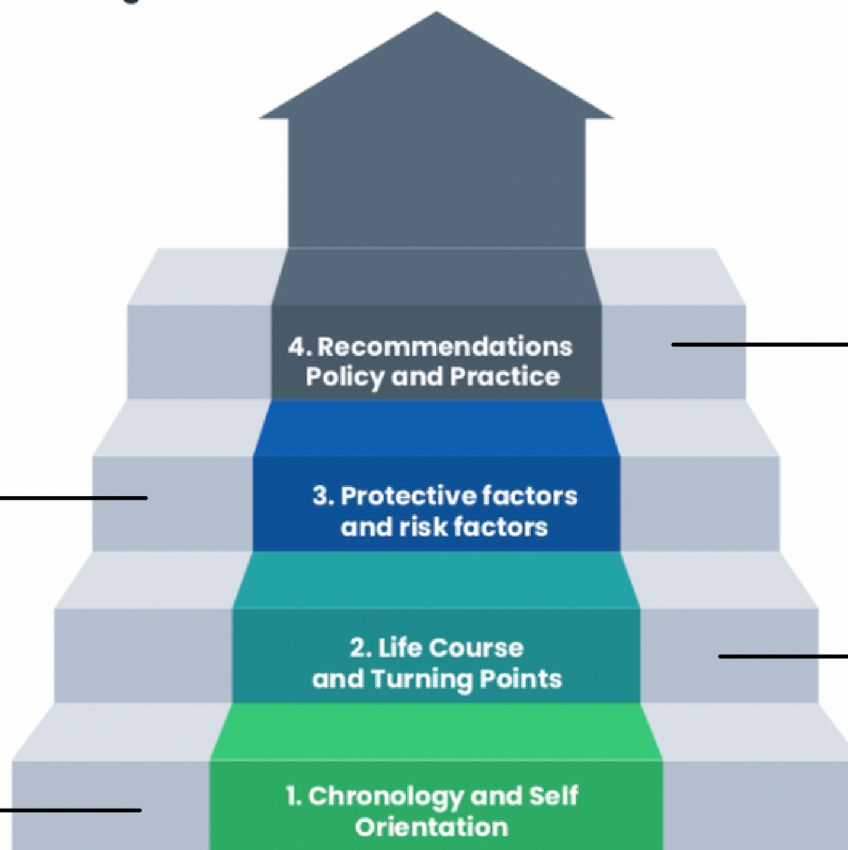 4. Recommendations
Policy and Practice
3. Protective factors
and risk factors
2. Life Course
and Turning Points
1. Chronology and Self
Orientation